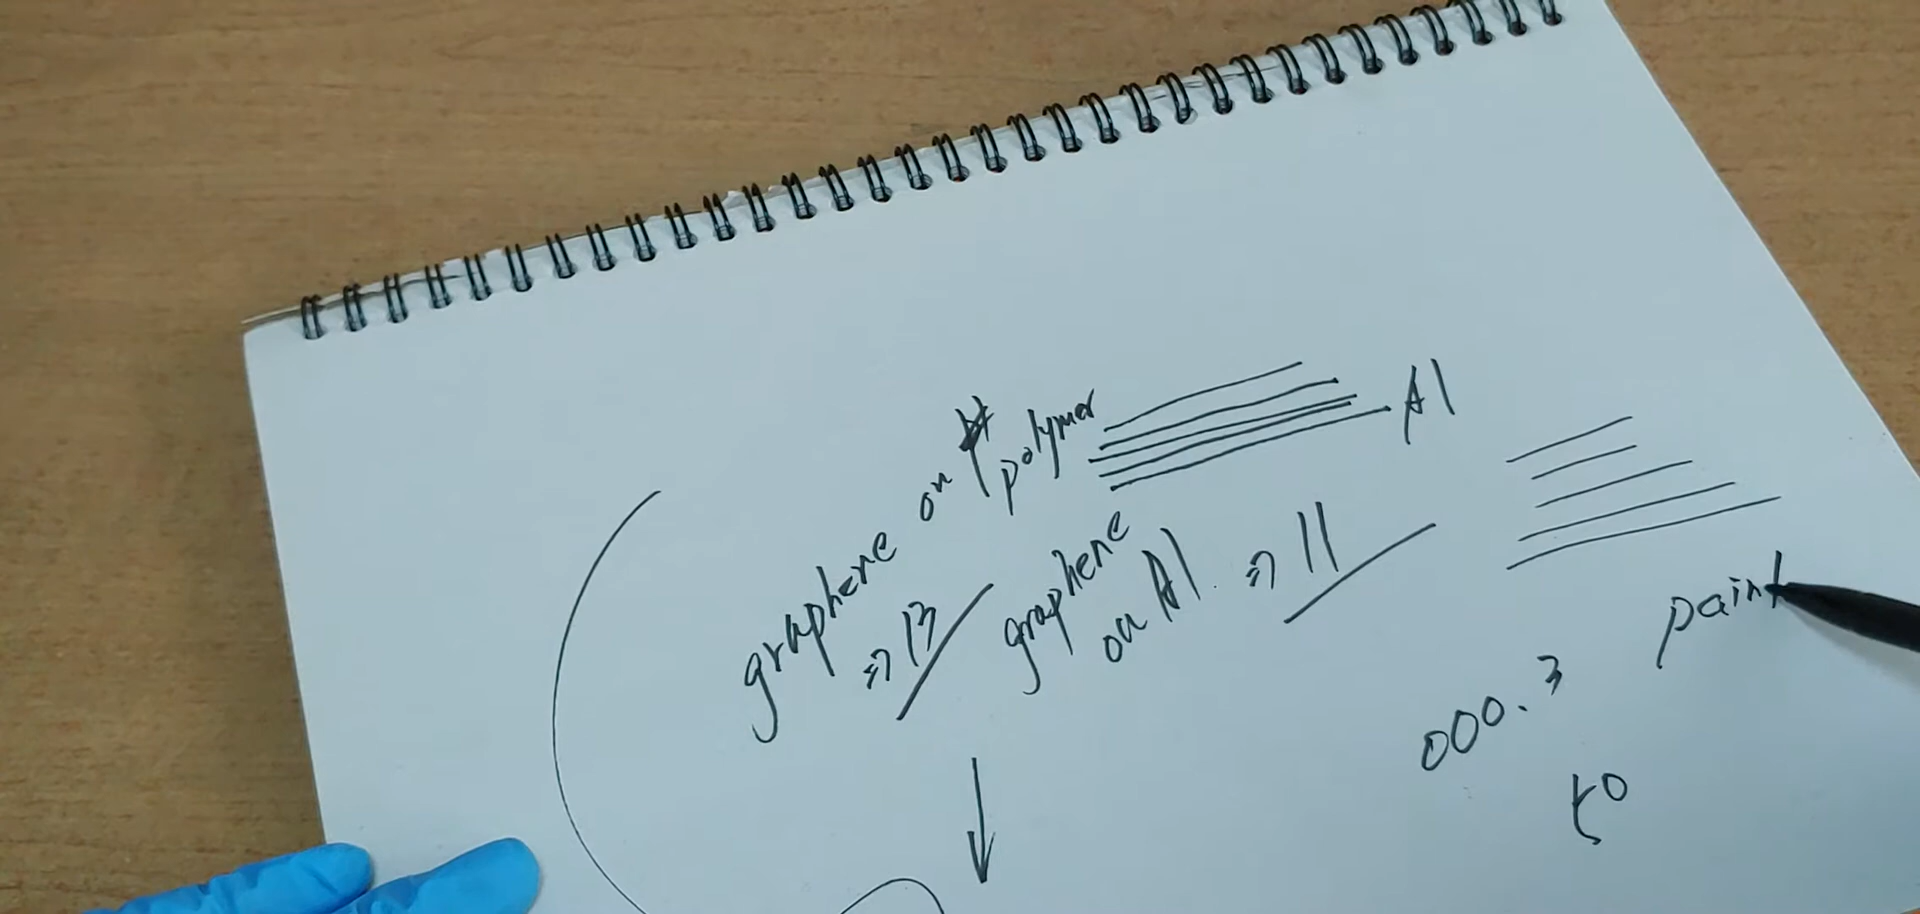 graphene on polymer
⇒ 13
graphene
on Al. ⇒ 11
Al
paint
000.3
to